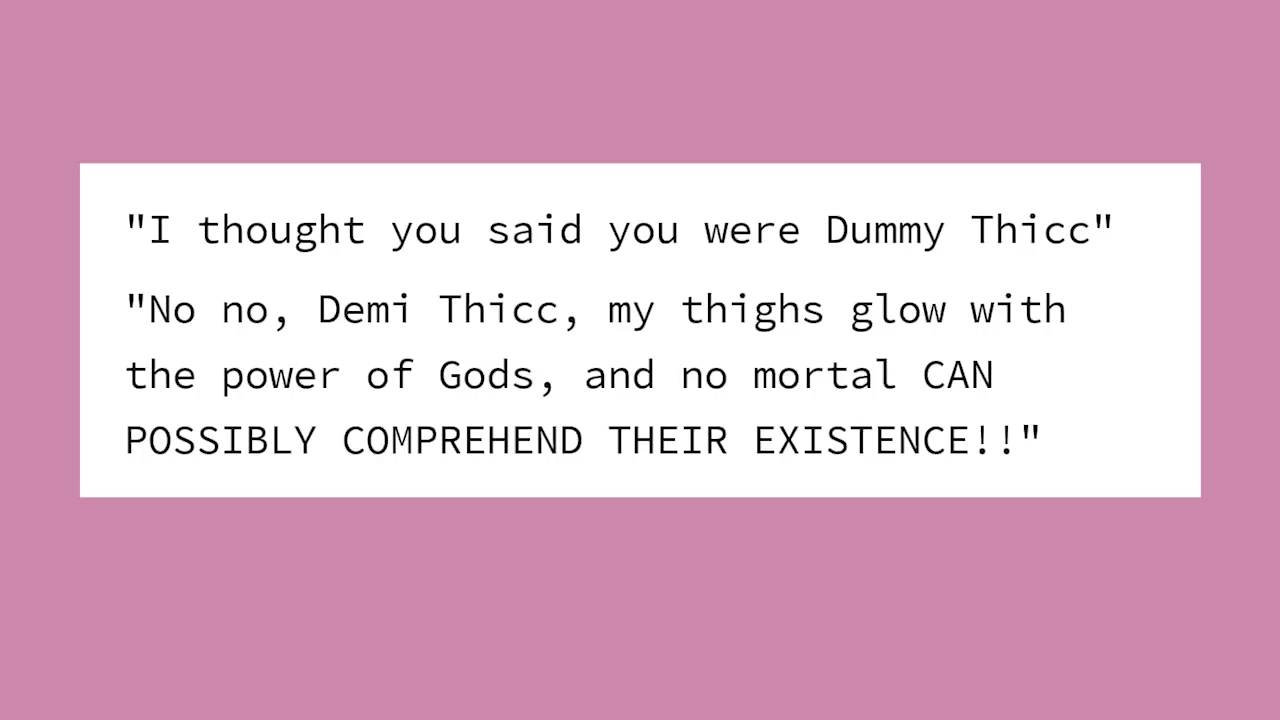 "I thought you said you were Dummy Thicc"
"No no, Demi Thicc, my thighs glow with
the power of Gods, and no mortal CAN
POSSIBLY COMPREHEND THEIR EXISTENCE!!"